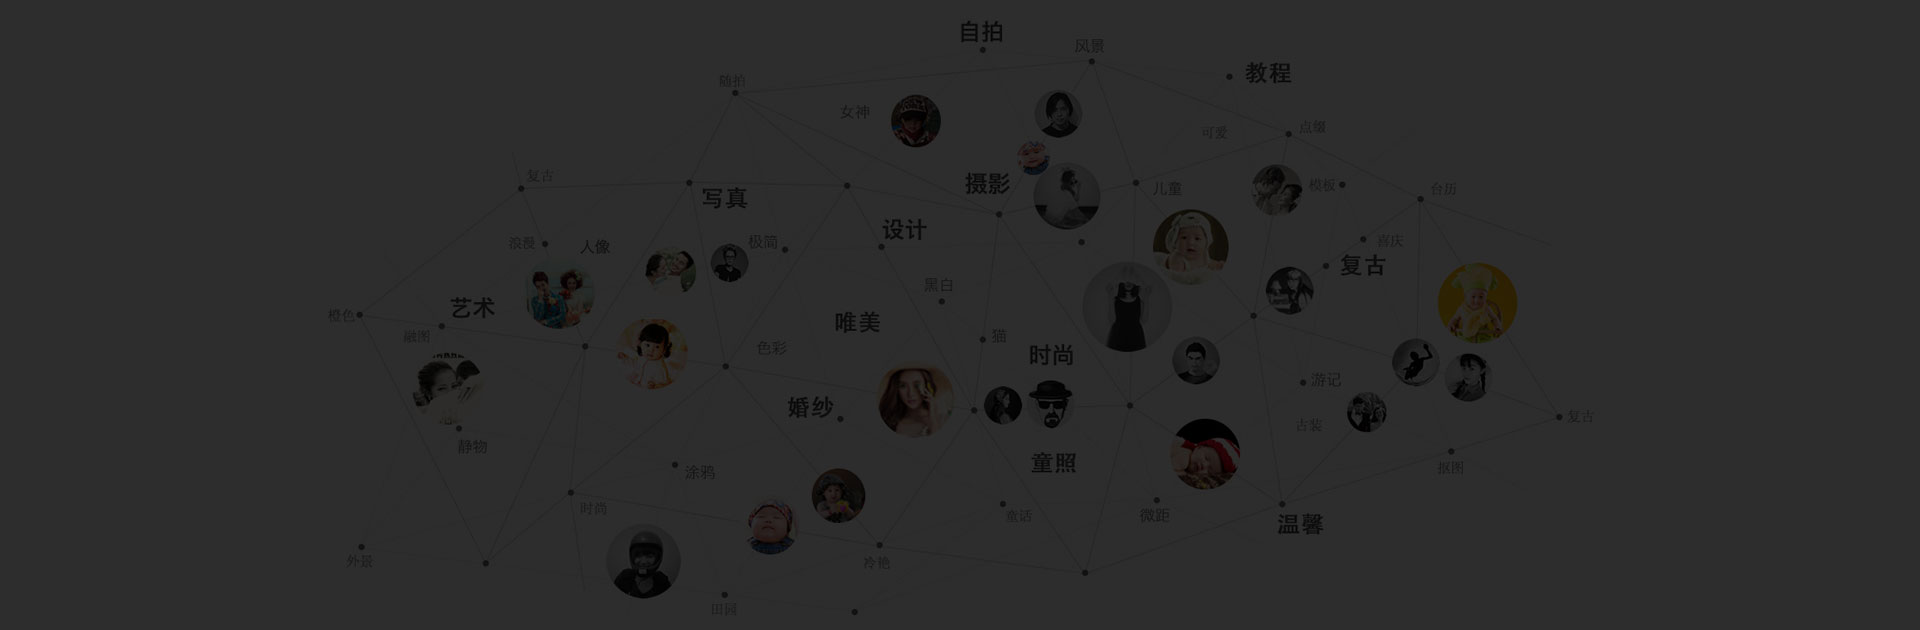 自拍
风景
教程
随拍
女神
可爱
点缀
复古
摄影
儿童
模板
台历
写真
设计
浪漫
人像
极简
喜庆
复古
黑白
艺术
橙色
融图
唯美
猫
色彩
时尚
游记
婚纱
古装
复古
静物
童照
涂鸦
抠图
时尚
童话
微距
温馨
外景
冷艳
田园